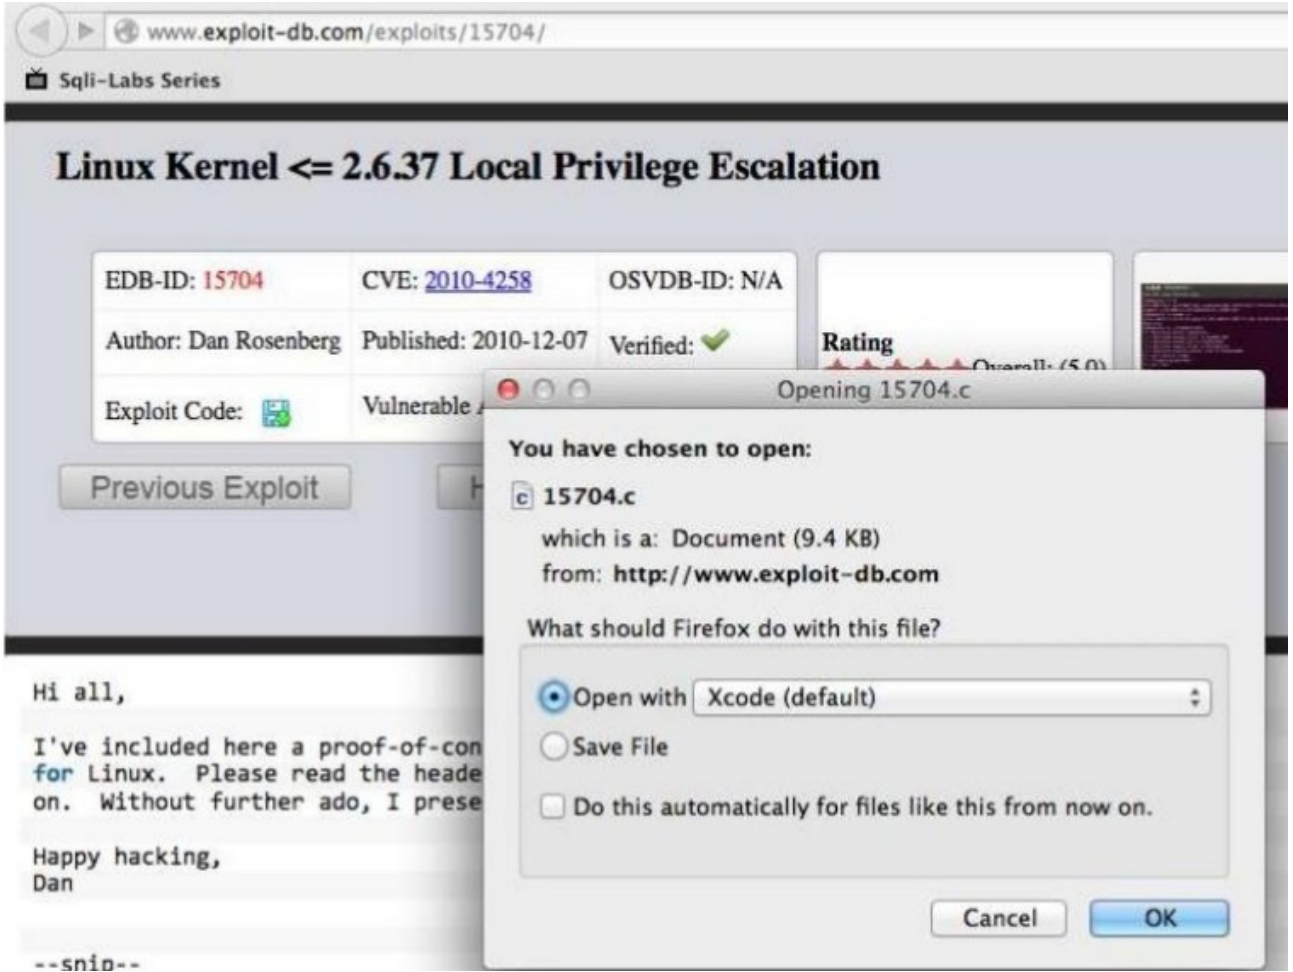 www.exploit-db.com/exploits/15704/
Sqli-Labs Series
Linux Kernel <= 2.6.37 Local Privilege Escalation
EDB-ID: 15704 CVE: 2010-4258 OSVDB-ID: N/A
Author: Dan Rosenberg Published: 2010-12-07 Verified:
Rating
Overall: (5.0)
Exploit Code: Vulnerable
Previous Exploit
Opening 15704.c
You have chosen to open:
c 15704.c
which is a: Document (9.4 KB)
from: http://www.exploit-db.com
What should Firefox do with this file?
Open with Xcode (default)
Save File
Do this automatically for files like this from now on.
Cancel OK
Hi all,
I've included here a proof-of-con
for Linux. Please read the heade
on. Without further ado, I prese
Happy hacking,
Dan
--snip--